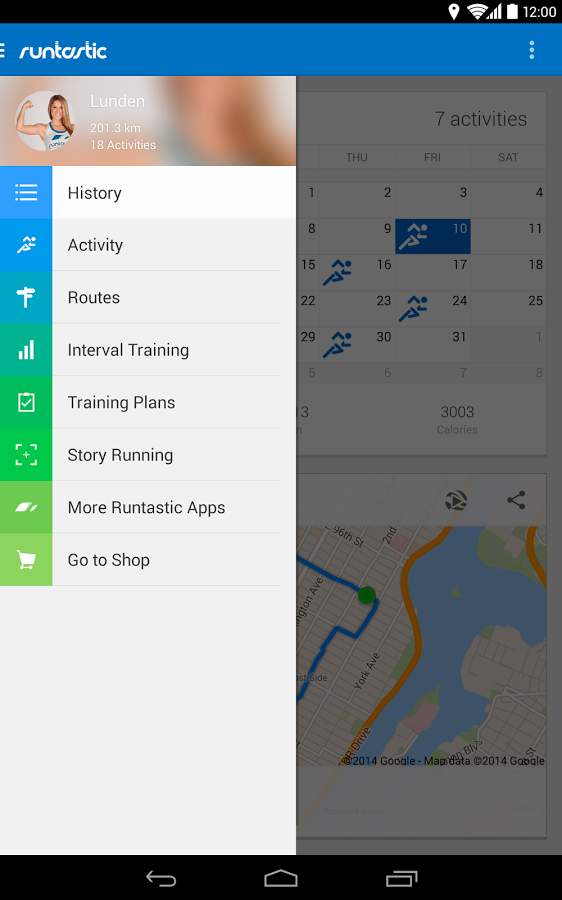 12:00
runtastic
Lunden
201.3 km
18 Activities
History
Activity
Routes
Interval Training
Training Plans
Story Running
More Runtastic Apps
Go to Shop
7 activities
THU FRI SAT
1 2 3 4
8 9 10 11
15 16 17 18
22 23 24 25
29 30 31 1
5 6 7 8
13 3003
Calories
E 96th St
2nd
York Ave
©2014 Google - Map data ©2014 Google